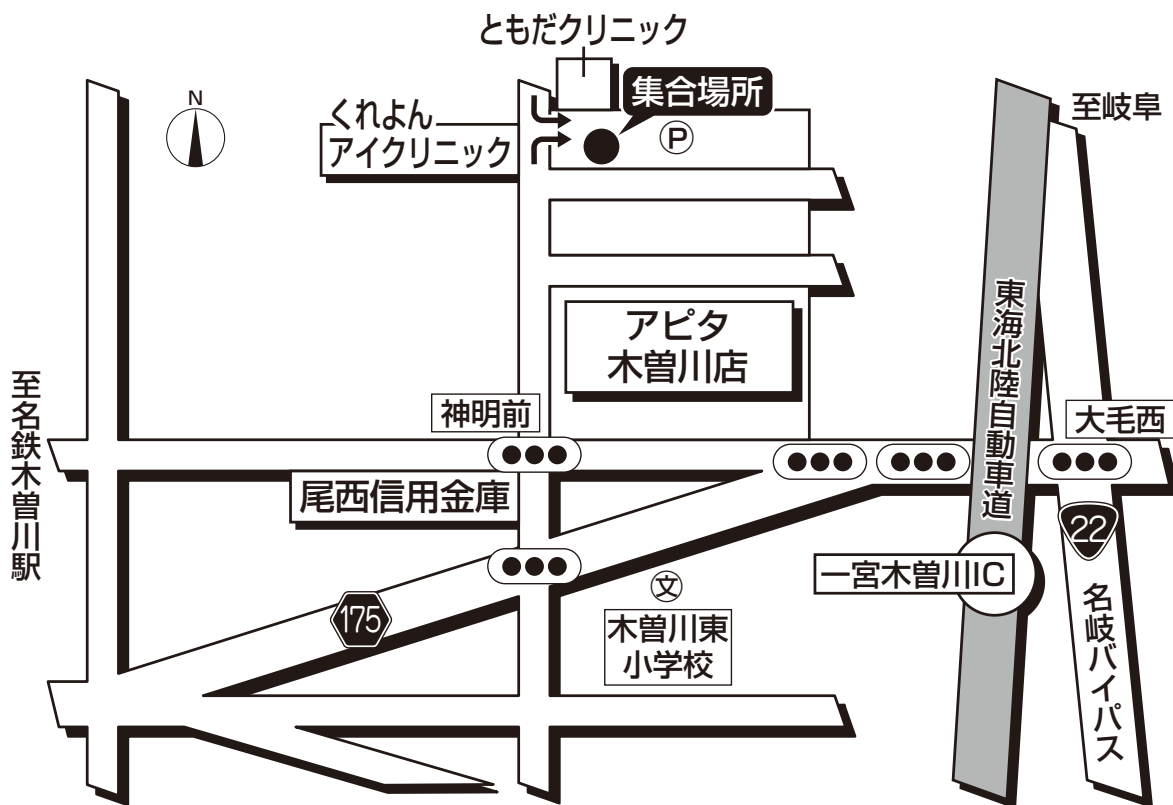 ともだクリニック
集合場所
N
くれよん
アイクリニック
P
至岐阜
アピタ
木曽川店
東海北陸自動車道
至名鉄木曽川駅
神明前
大毛西
尾西信用金庫
22
一宮木曽川IC
文
175
木曽川東
小学校
名岐バイパス